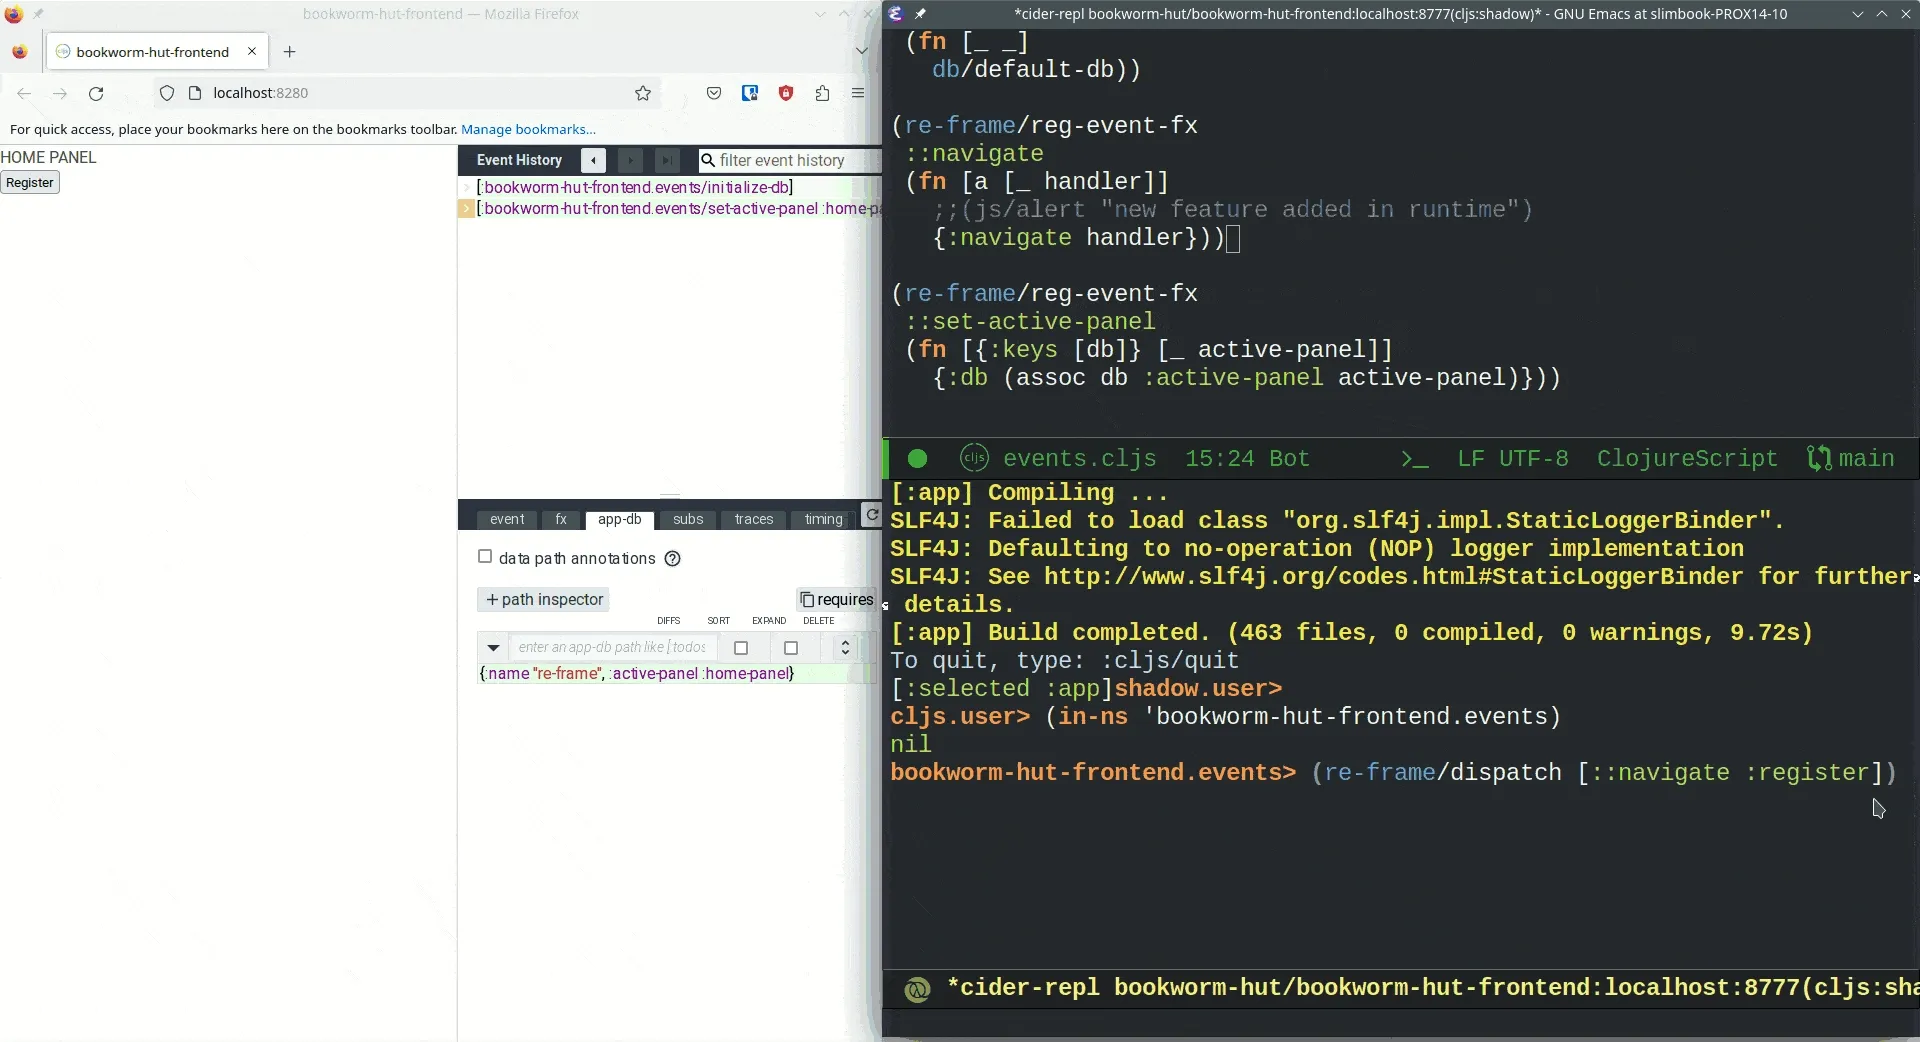 bookworm-hut-frontend — Mozilla Firefox
bookworm-hut-frontend
localhost:8280
For quick access, place your bookmarks here on the bookmarks toolbar. Manage bookmarks...
HOME PANEL
Register
Event History
filter event history
[:bookworm-hut-frontend.events/initialize-db]
[:bookworm-hut-frontend.events/set-active-panel :home-pa
event fx app-db subs traces timing
data path annotations
+ path inspector
requires
DIFFS SORT EXPAND DELETE
enter an app-db path like [:todos
{:name "re-frame", :active-panel :home-panel}
*cider-repl bookworm-hut/bookworm-hut-frontend:localhost:8777(cljs:shadow)* - GNU Emacs at slimbook-PROX14-10
(fn [_ _]
db/default-db))
(re-frame/reg-event-fx
::navigate
(fn [a [_ handler]]
;;(js/alert "new feature added in runtime")
{:navigate handler}))
(re-frame/reg-event-fx
::set-active-panel
(fn [{:keys [db]} [_ active-panel]]
{:db (assoc db :active-panel active-panel)}))
cljs events.cljs 15:24 Bot >_ LF UTF-8 ClojureScript main
[:app] Compiling ...
SLF4J: Failed to load class "org.slf4j.impl.StaticLoggerBinder".
SLF4J: Defaulting to no-operation (NOP) logger implementation
SLF4J: See http://www.slf4j.org/codes.html#StaticLoggerBinder for further
details.
[:app] Build completed. (463 files, 0 compiled, 0 warnings, 9.72s)
To quit, type: :cljs/quit
[:selected :app]shadow.user>
cljs.user> (in-ns 'bookworm-hut-frontend.events)
nil
bookworm-hut-frontend.events> (re-frame/dispatch [::navigate :register])
*cider-repl bookworm-hut/bookworm-hut-frontend:localhost:8777(cljs:sha